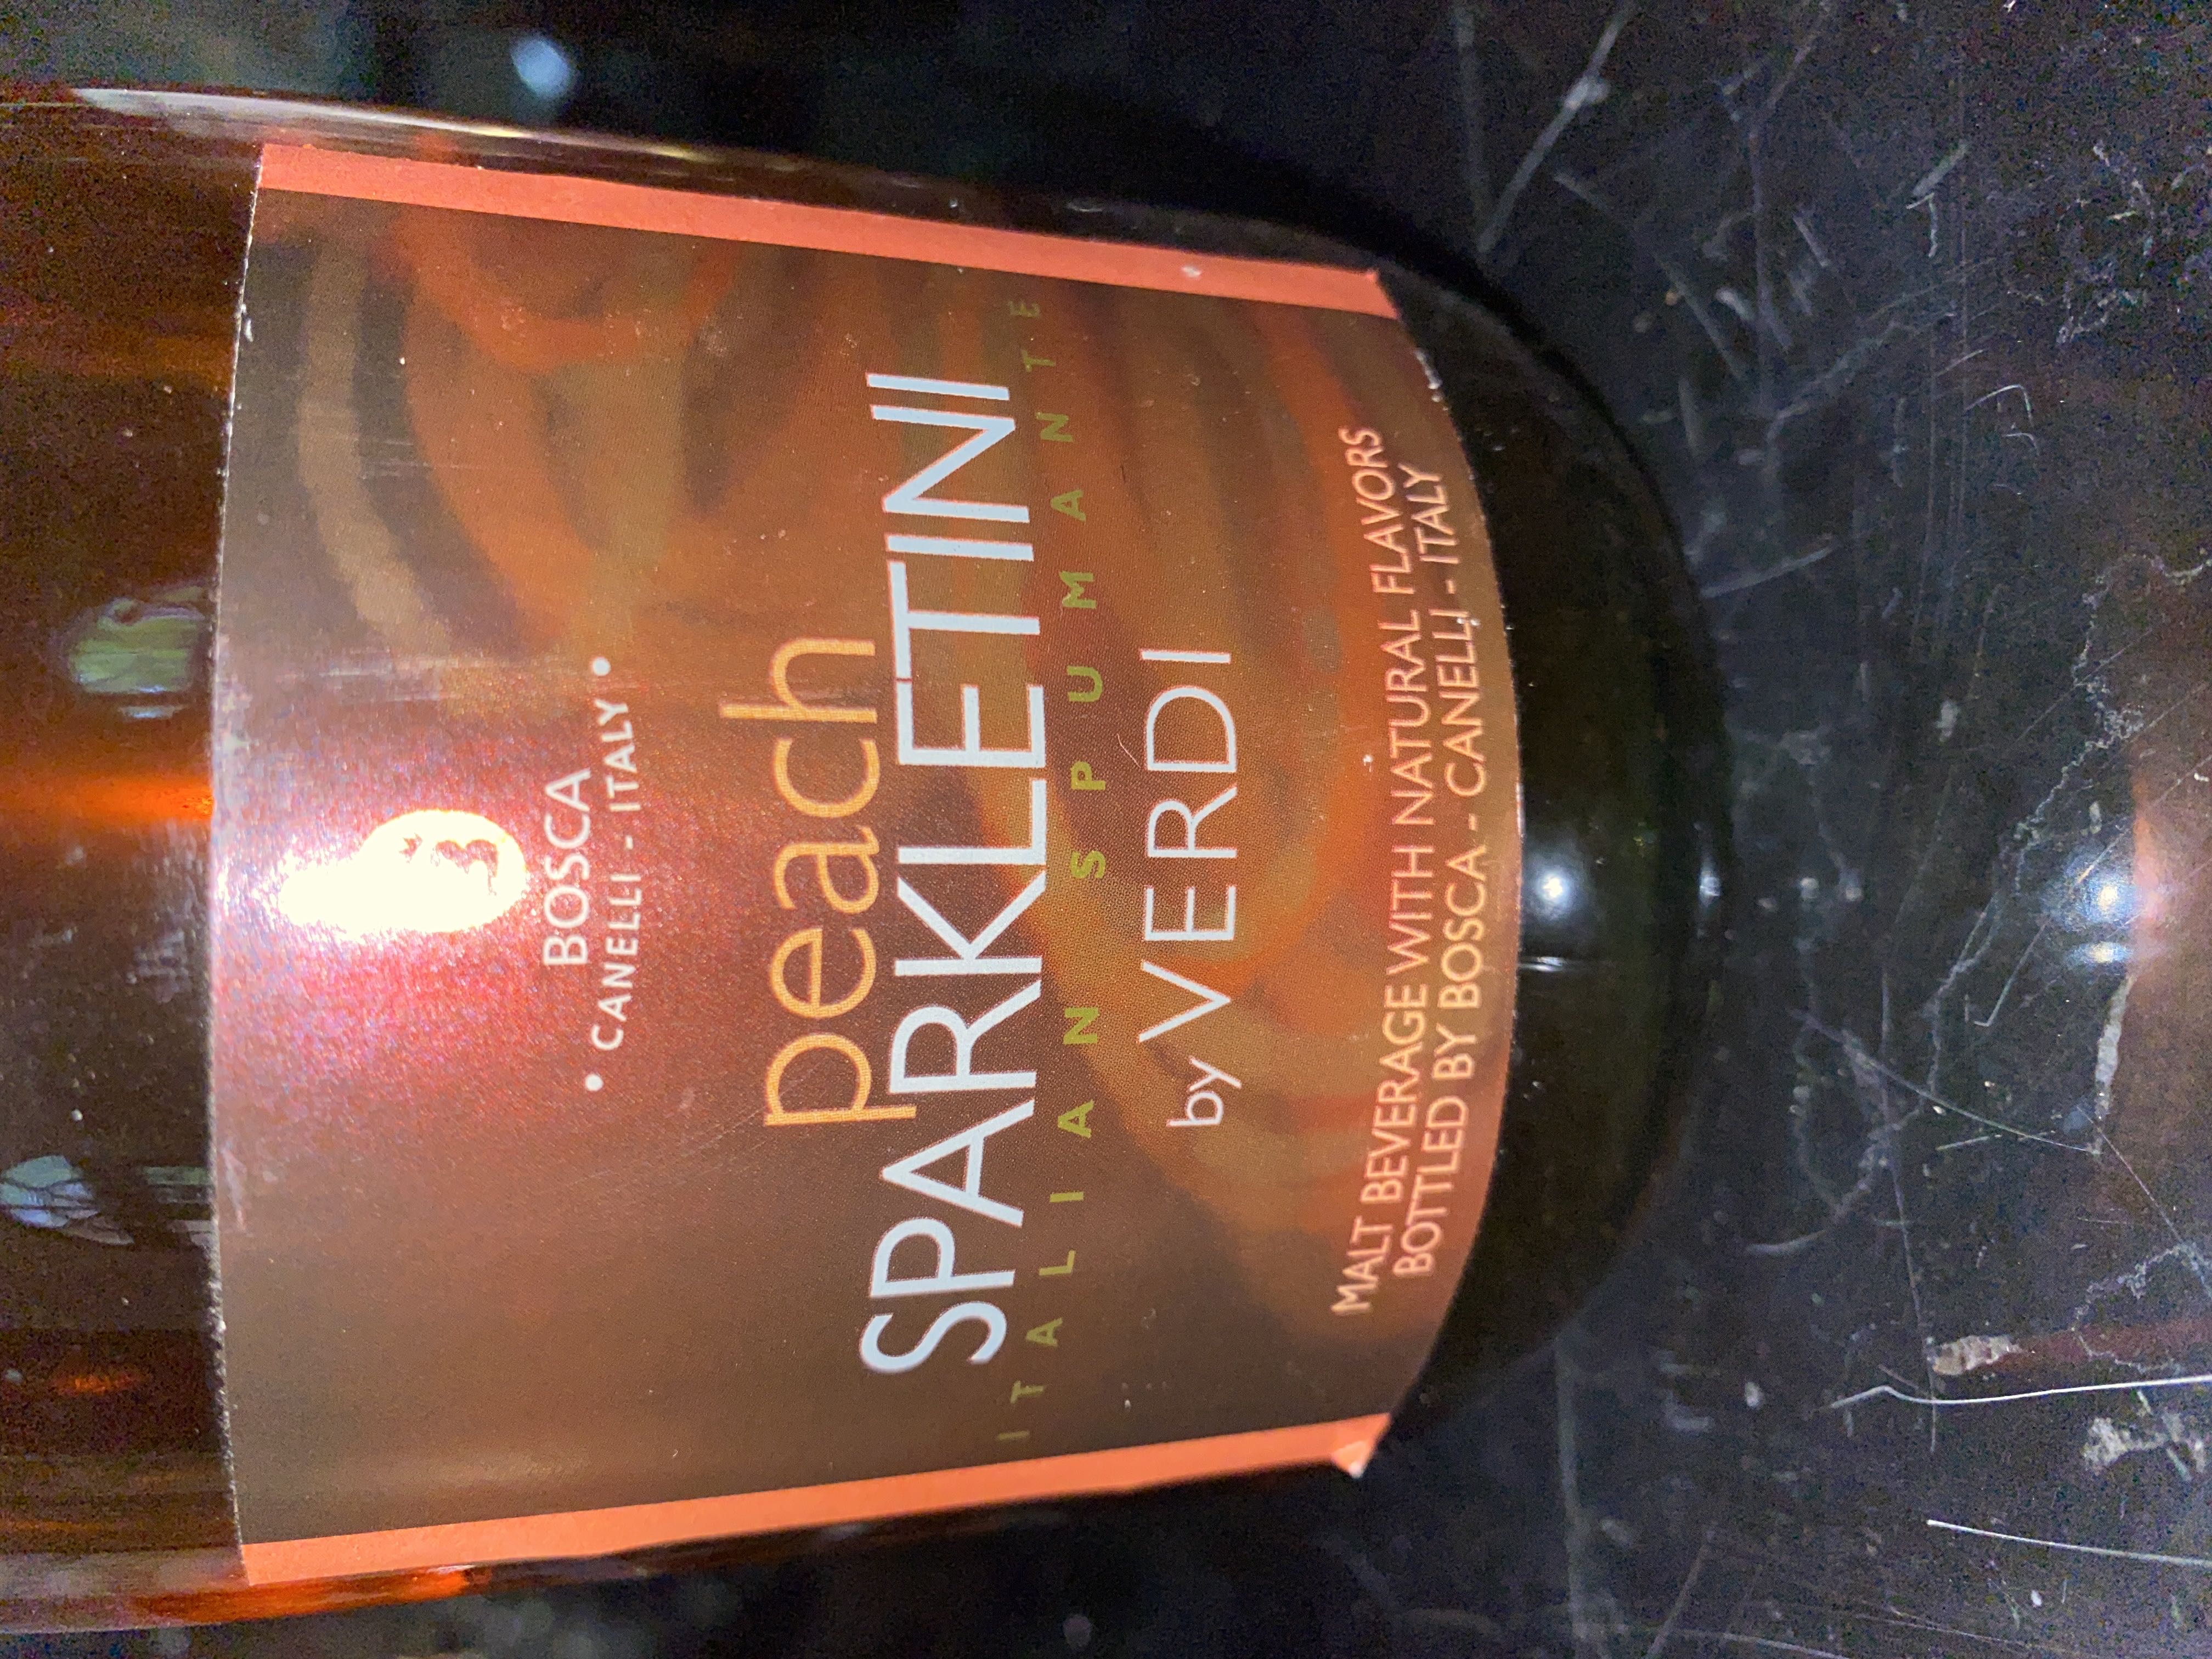 BOSCA
• CANELLI - ITALY •
peach
SPARKLETINI
ITALIAN SPUMANTE
by VERDI
MALT BEVERAGE WITH NATURAL FLAVORS
BOTTLED BY BOSCA - CANELLI - ITALY